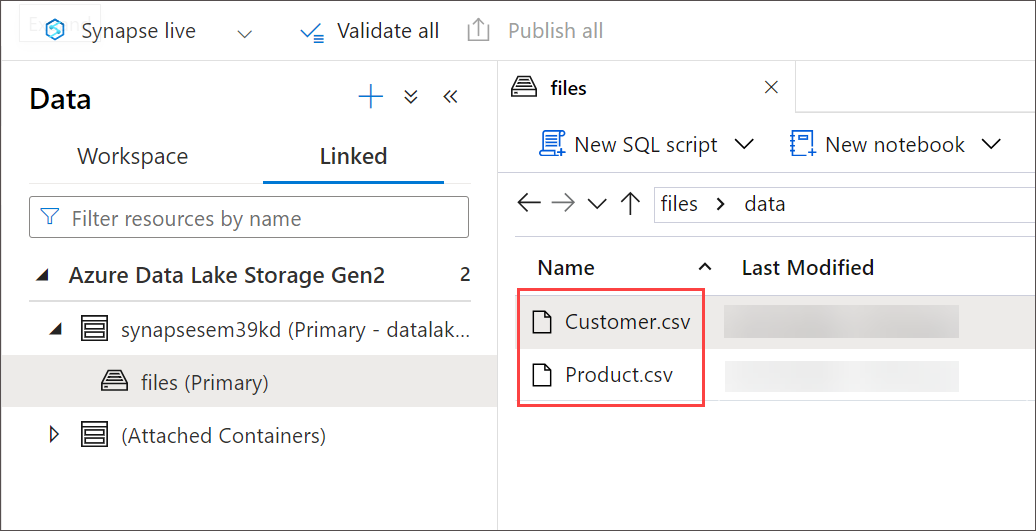 Synapse live
Validate all
Publish all
Data
files
Workspace
Linked
New SQL script
New notebook
Filter resources by name
files
data
Azure Data Lake Storage Gen2
2
Name
Last Modified
synapsesem39kd (Primary - datalak...
Customer.csv
files (Primary)
Product.csv
(Attached Containers)